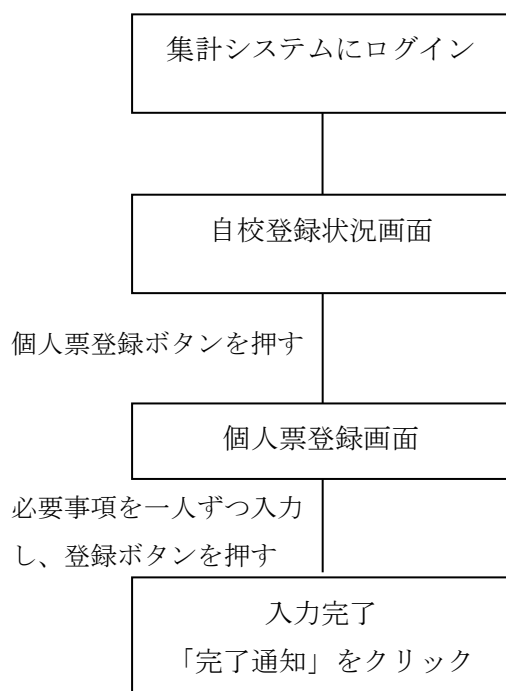 集計システムにログイン
自校登録状況画面
個人票登録ボタンを押す
個人票登録画面
必要事項を一人ずつ入力
し、登録ボタンを押す
入力完了
「完了通知」をクリック